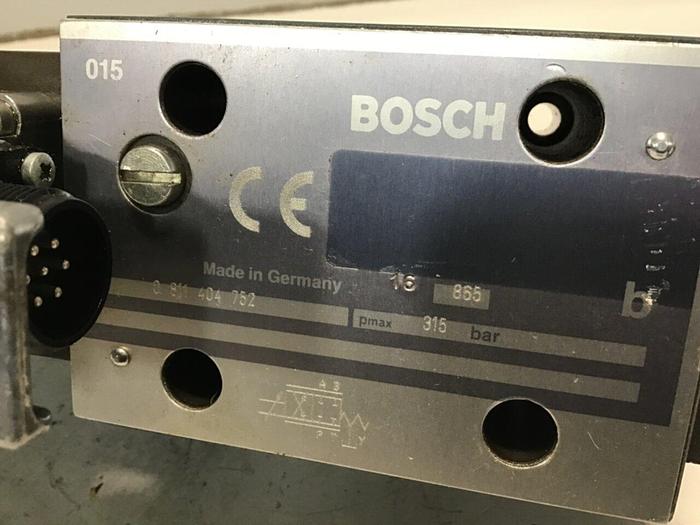 015
BOSCH
CE
Made in Germany 16 865
0 811 404 752 b
pmax 315 bar
A B
P T Y